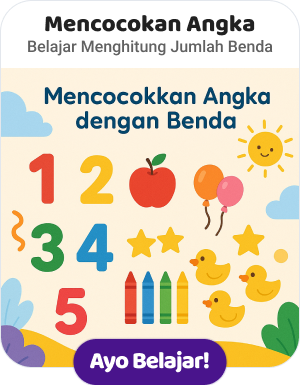 Mencocokan Angka
Belajar Menghitung Jumlah Benda
Mencocokkan Angka
dengan Benda
1 2
3 4
5
Ayo Belajar!